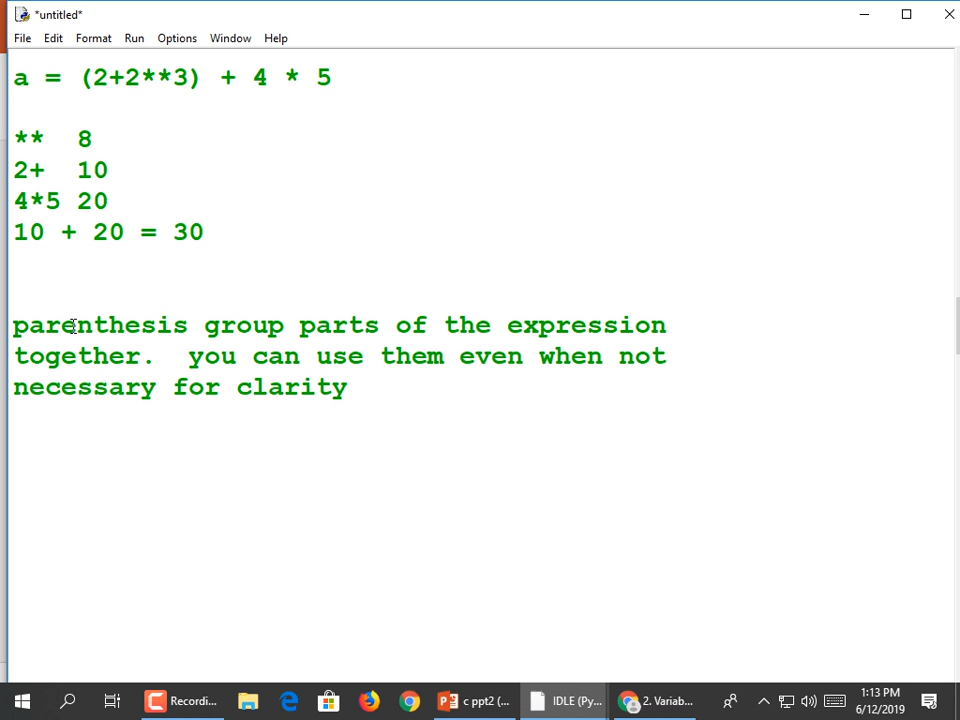 *untitled*
File Edit Format Run Options Window Help
a = (2+2**3) + 4 * 5
** 8
2+ 10
4*5 20
10 + 20 = 30
parenthesis group parts of the expression
together. you can use them even when not
necessary for clarity
Recordi... c ppt2 (... IDLE (Py... 2. Variab... 1:13 PM
6/12/2019